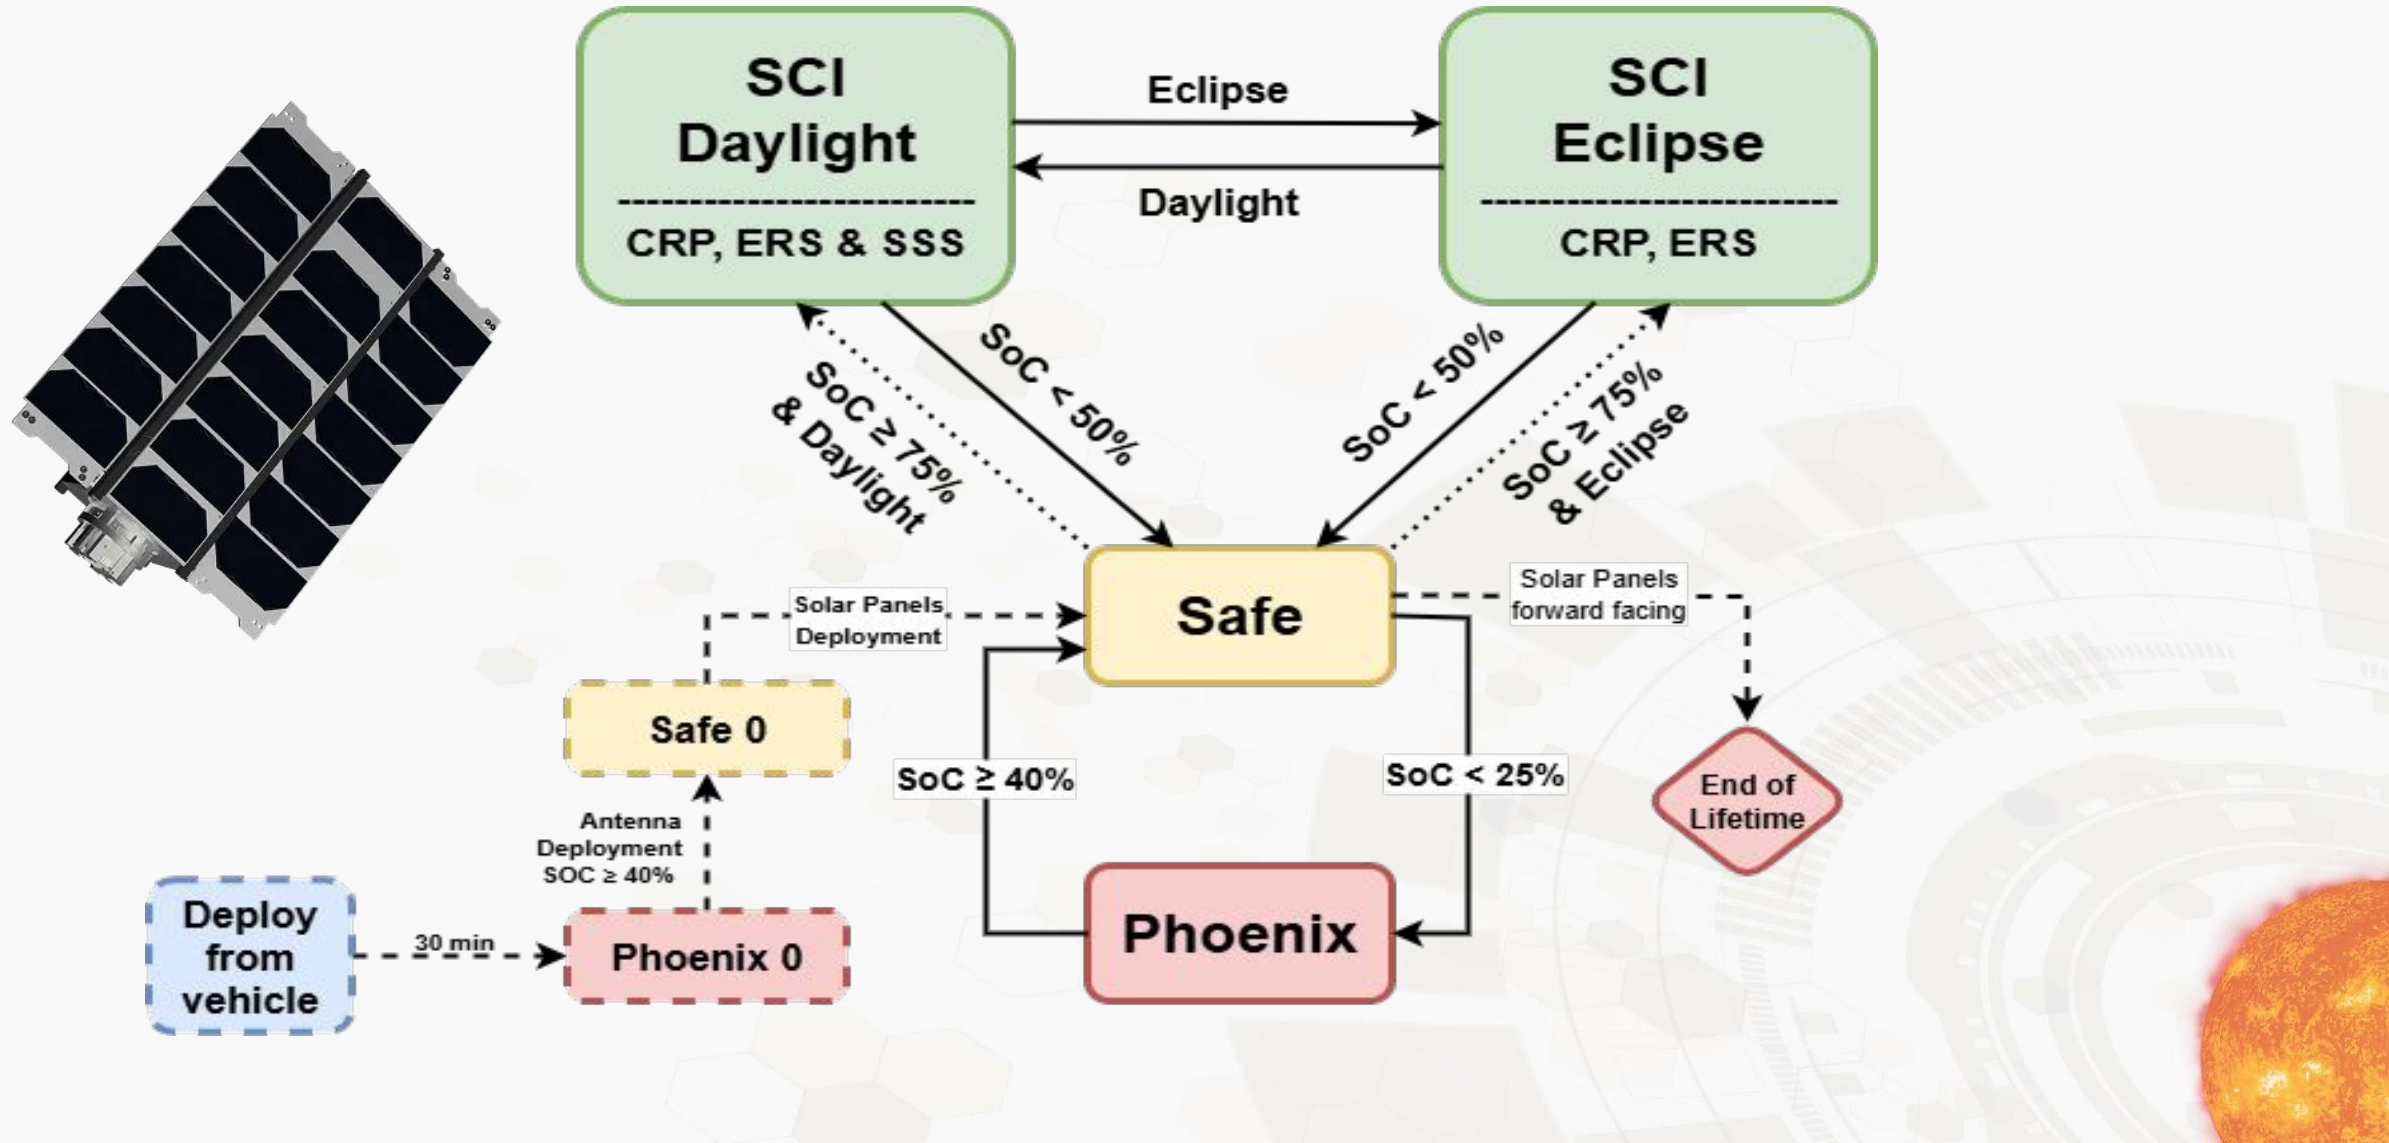 SCI
Daylight
-------------------------
CRP, ERS & SSS
Eclipse
Daylight
SCI
Eclipse
-------------------------
CRP, ERS
SoC < 50%
SoC ≥ 75%
& Daylight
SoC < 50%
SoC ≥ 75%
& Eclipse
Solar Panels
Deployment
Safe
Solar Panels
forward facing
Safe 0
SoC ≥ 40%
SoC < 25%
End of
Lifetime
Antenna
Deployment
SOC ≥ 40%
Deploy
from
vehicle
30 min
Phoenix 0
Phoenix